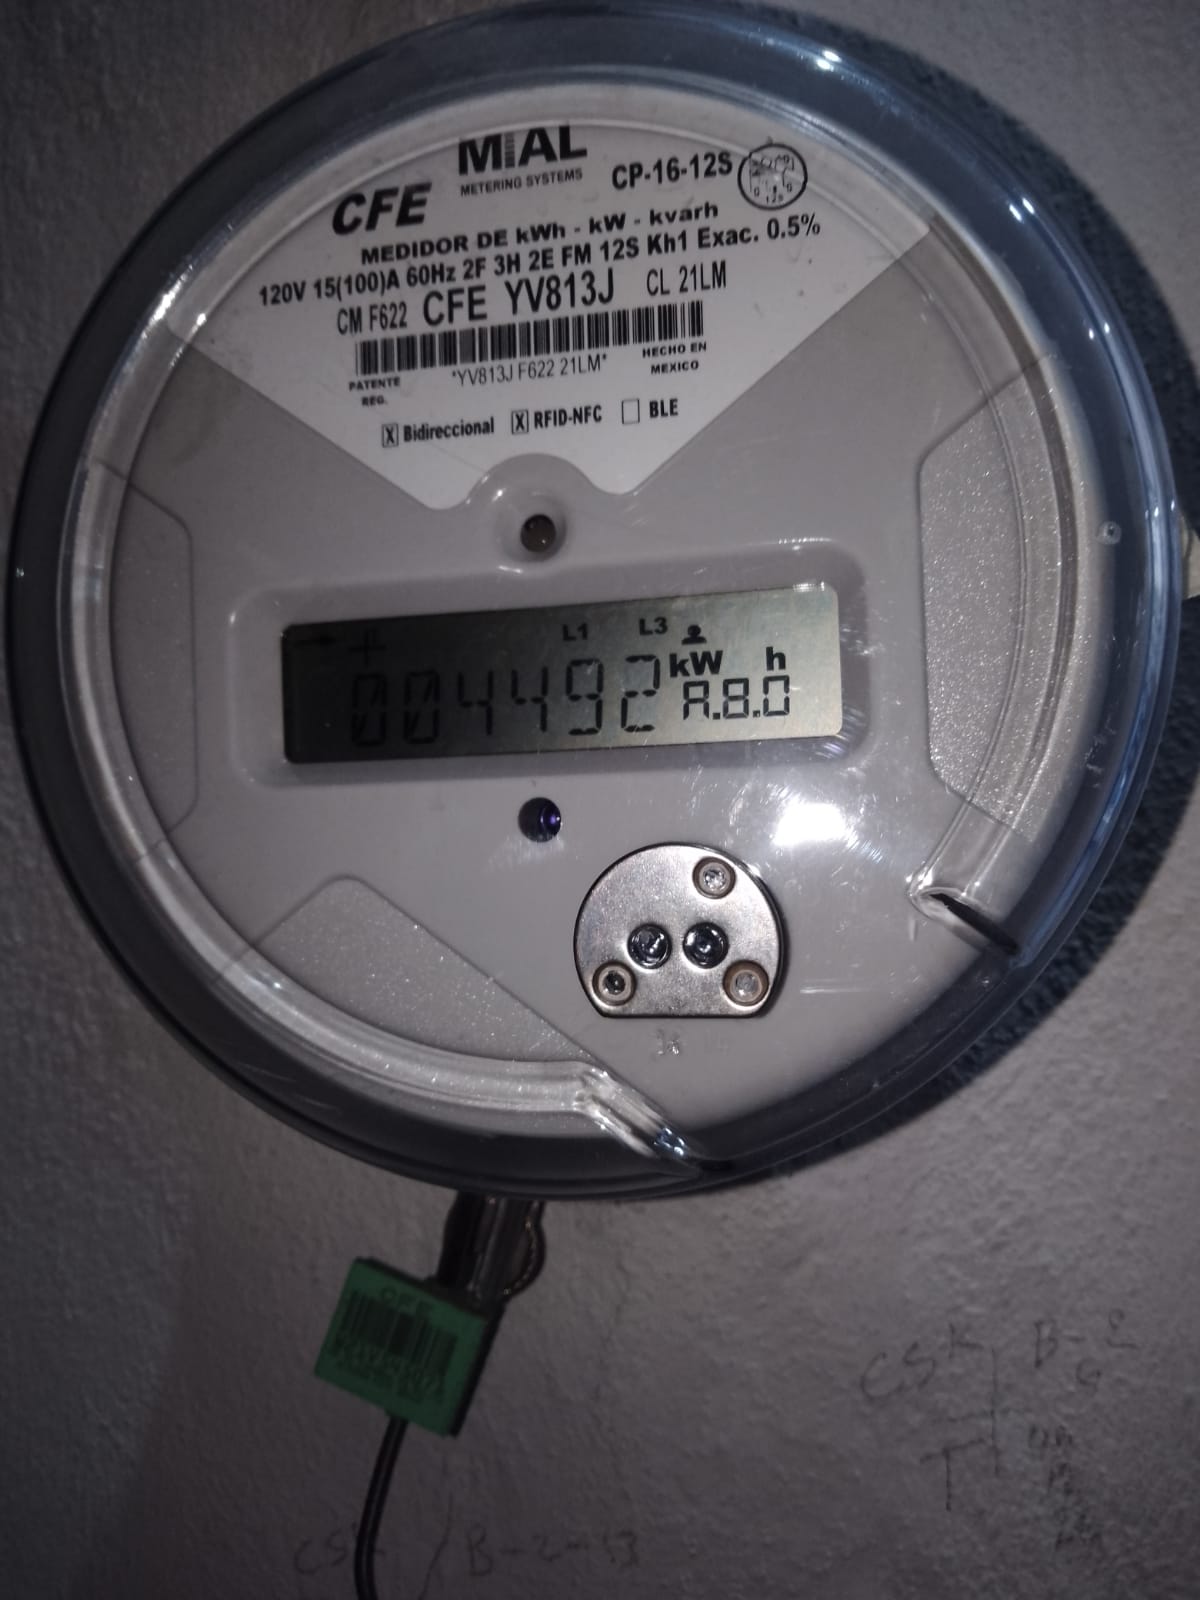 MIAL
METERING SYSTEMS
CFE
CP-16-12S
MEDIDOR DE kWh - kW - kvarh
120V 15(100)A 60Hz 2F 3H 2E FM 12S Kh1 Exac. 0.5%
CM F622 CFE YV813J CL 21LM
*YV813J F622 21LM*
PATENTE REG.
HECHO EN MEXICO
X Bidireccional X RFID-NFC BLE
L1 L3
004492 kW h
A.8.0
CFE
B-2